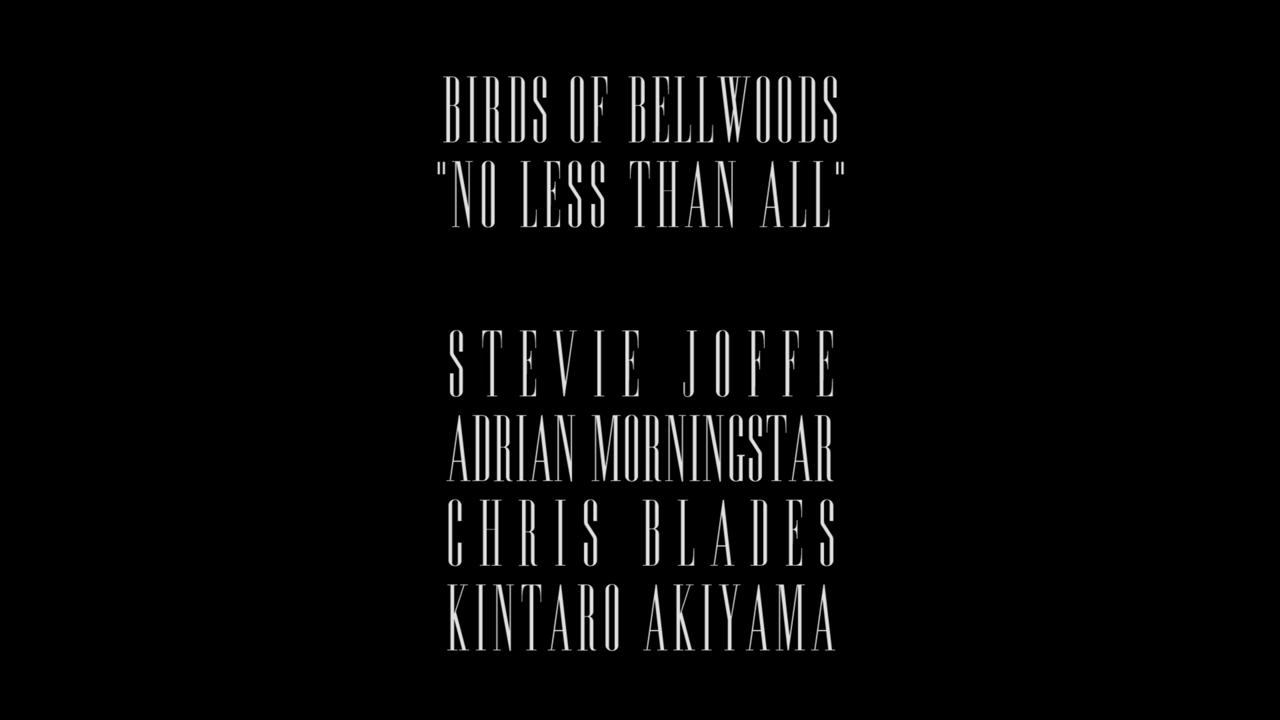 BIRDS OF BELLWOODS
"NO LESS THAN ALL"
STEVIE JOFFE
ADRIAN MORNINGSTAR
CHRIS BLADES
KINTARO AKIYAMA